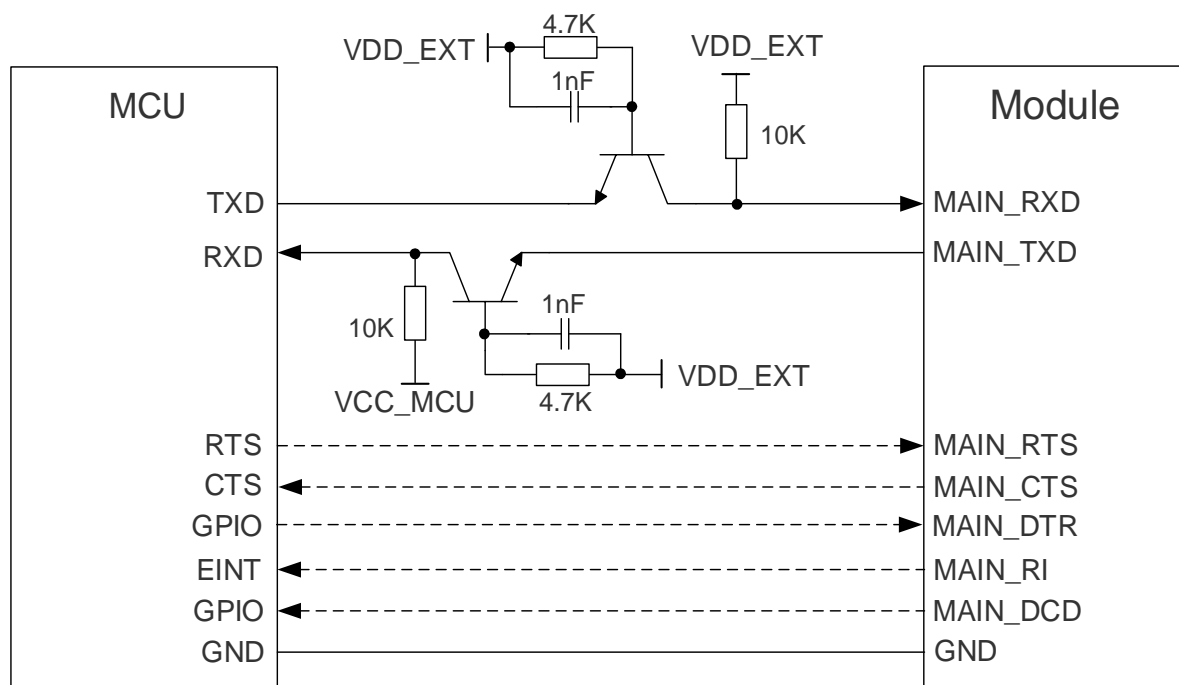 4.7K
VDD_EXT
VDD_EXT
1nF
MCU
Module
10K
TXD
MAIN_RXD
RXD
MAIN_TXD
1nF
10K
VDD_EXT
VCC_MCU
4.7K
RTS
MAIN_RTS
CTS
MAIN_CTS
GPIO
MAIN_DTR
EINT
MAIN_RI
GPIO
MAIN_DCD
GND
GND